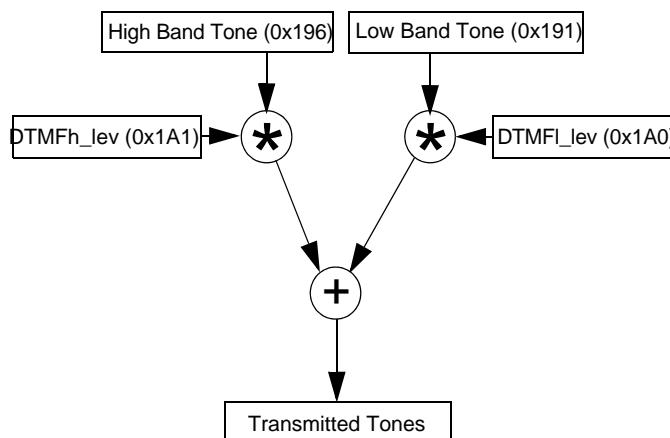 High Band Tone (0x196)
Low Band Tone (0x191)
DTMFh_lev (0x1A1)
*
*
DTMFl_lev (0x1A0)
+
Transmitted Tones